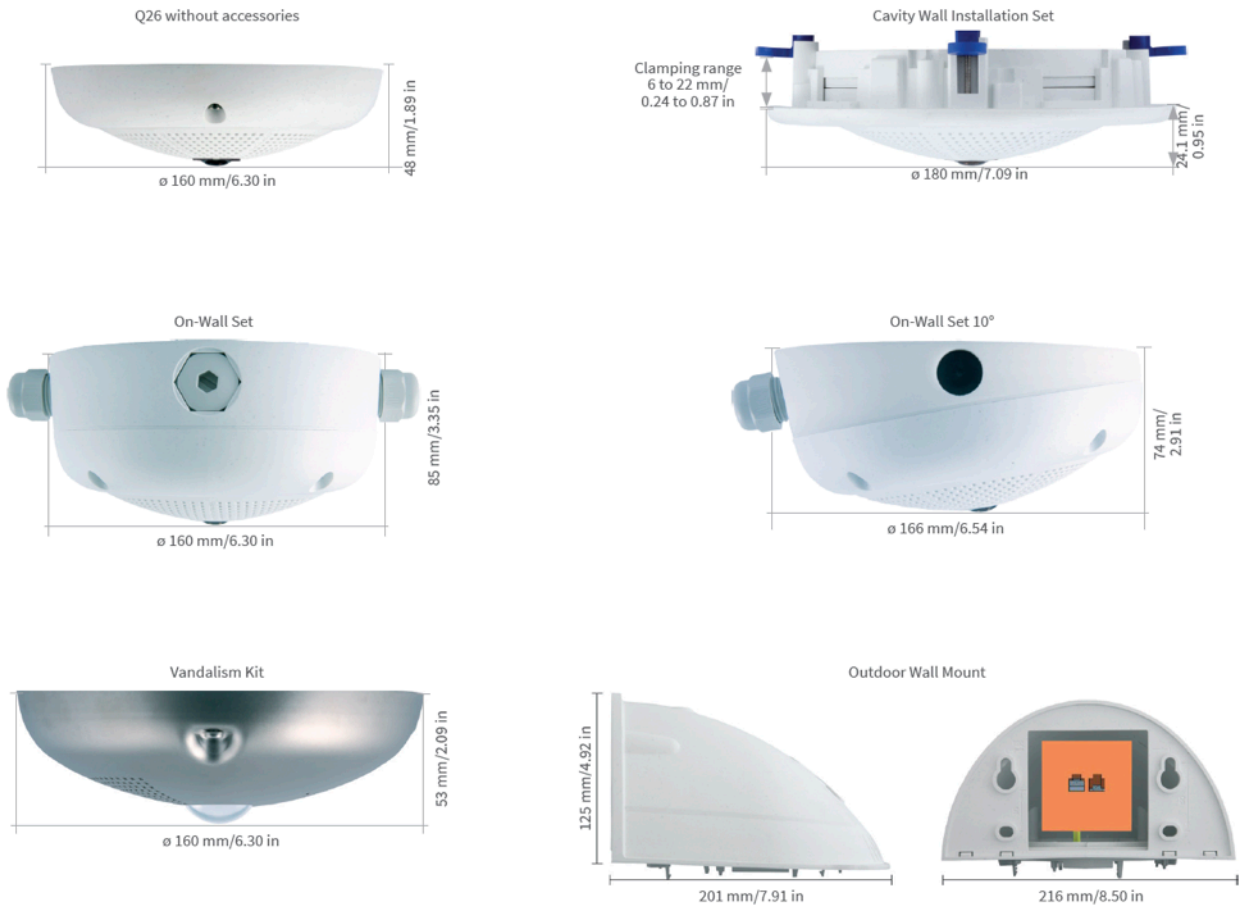 Q26 without accessories
48 mm/1.89 in
ø 160 mm/6.30 in
Cavity Wall Installation Set
Clamping range
6 to 22 mm/
0.24 to 0.87 in
24.1 mm/
0.95 in
ø 180 mm/7.09 in
On-Wall Set
85 mm/3.35 in
ø 160 mm/6.30 in
On-Wall Set 10°
74 mm/
2.91 in
ø 166 mm/6.54 in
Vandalism Kit
53 mm/2.09 in
ø 160 mm/6.30 in
Outdoor Wall Mount
125 mm/4.92 in
201 mm/7.91 in
216 mm/8.50 in